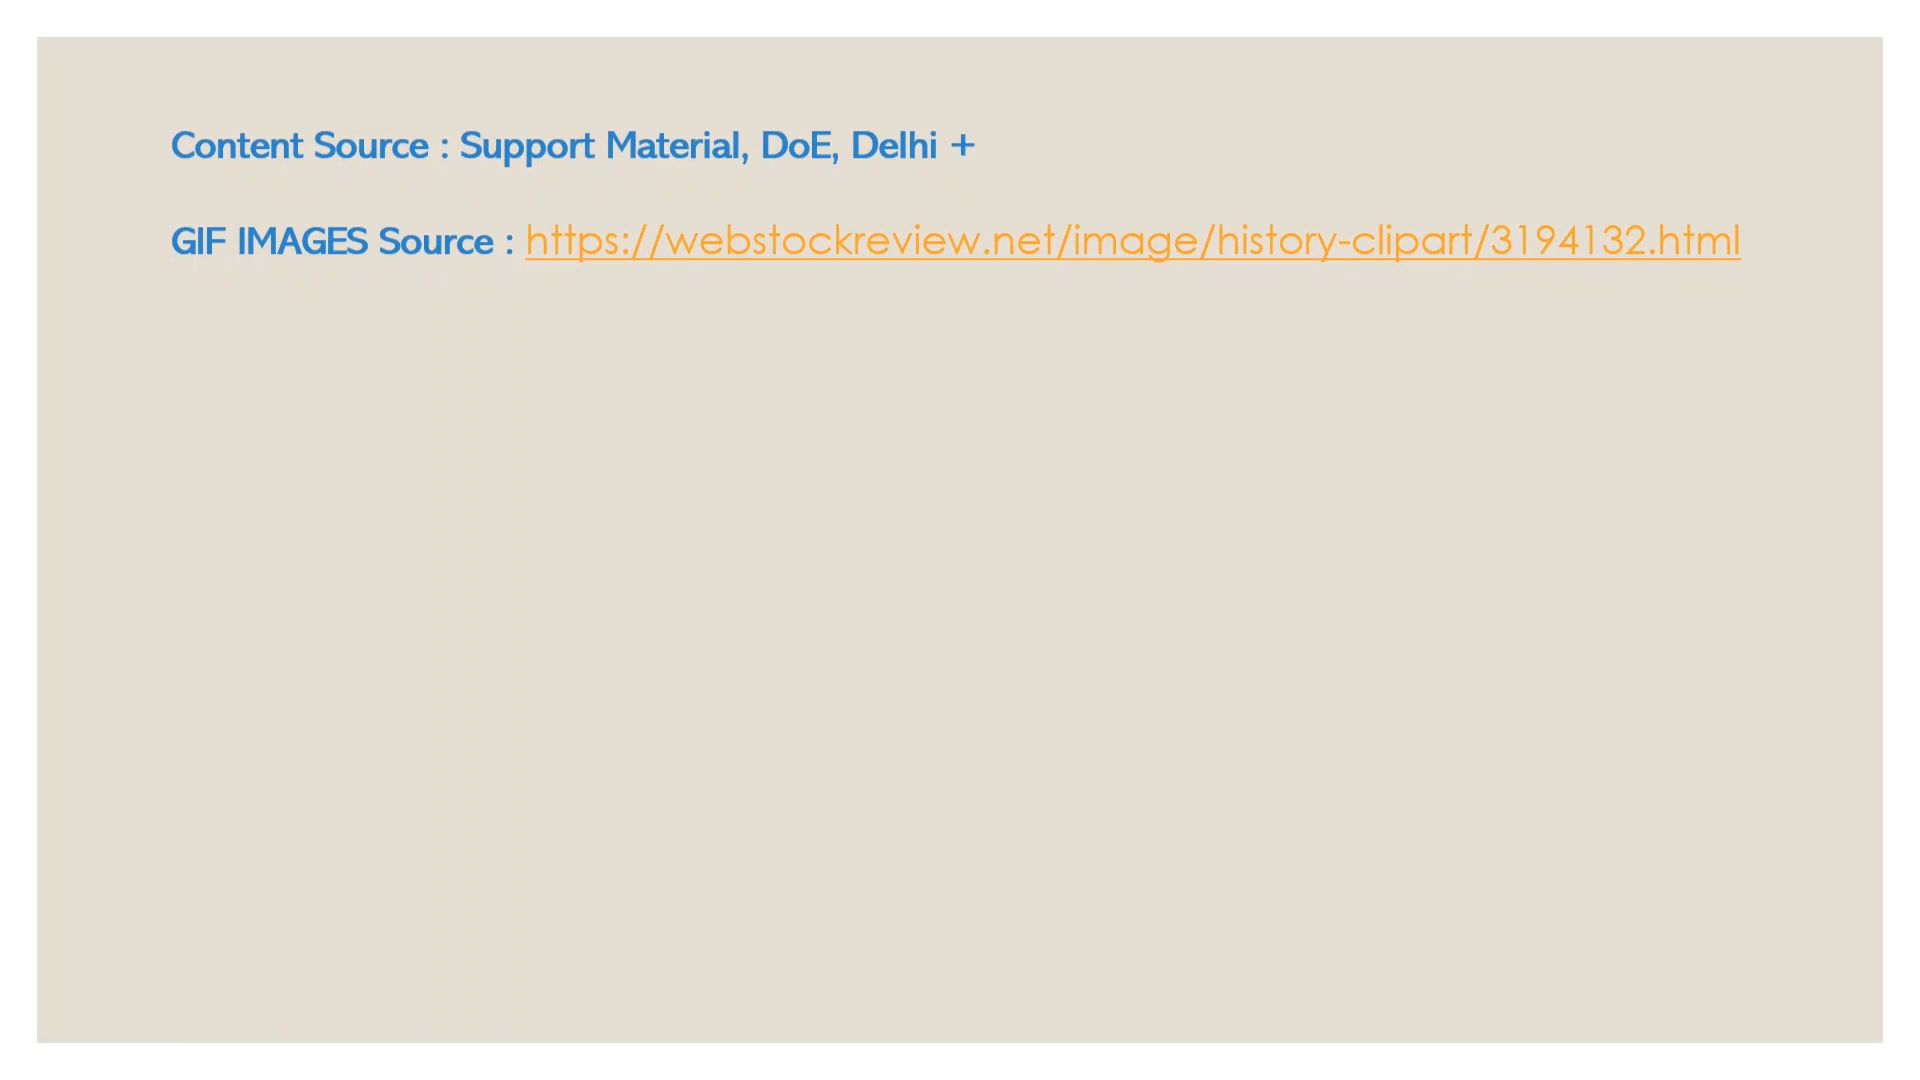 Content Source : Support Material, DoE, Delhi +
GIF IMAGES Source : https://webstockreview.net/image/history-clipart/3194132.html